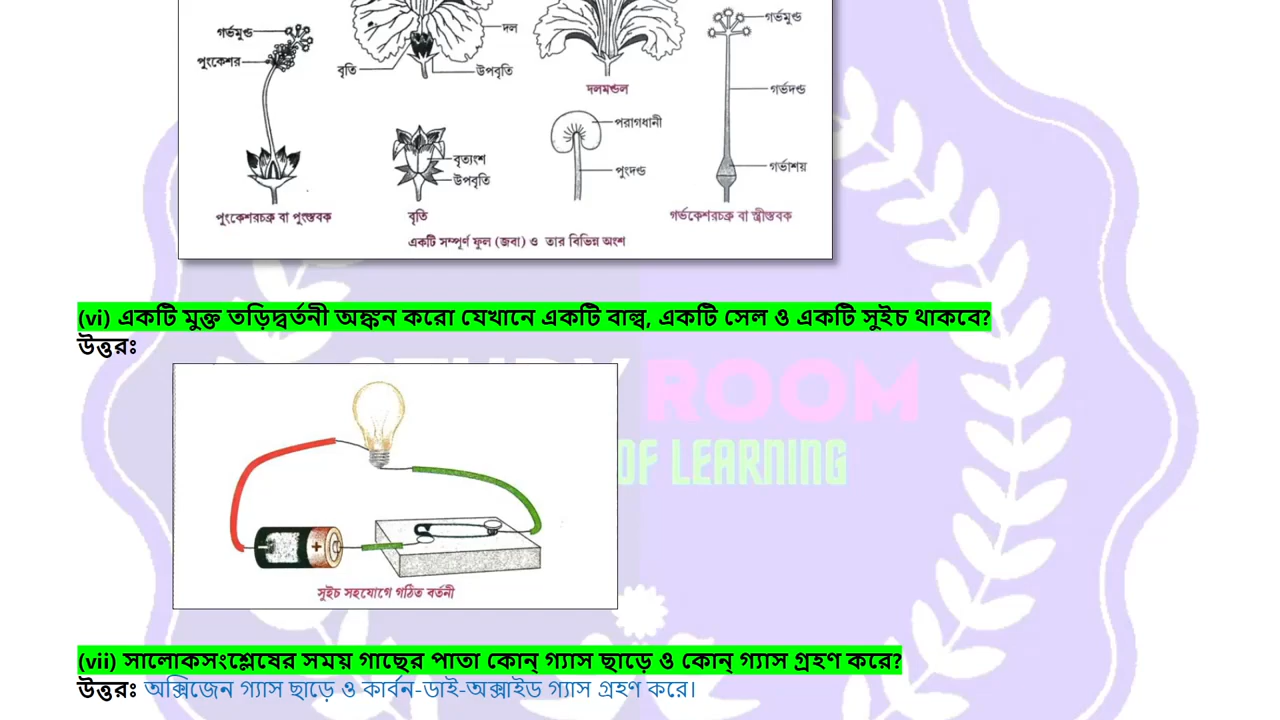 গর্ভমুণ্ড
পুংকেশর
দল
বৃতি
উপবৃতি
দলমণ্ডল
গর্ভমুণ্ড
গর্ভদণ্ড
গর্ভাশয়
বৃত্যংশ
উপবৃতি
পরাগধানী
পুংদণ্ড
পুংকেশরচক্র বা পুংস্তবক
বৃতি
গর্ভকেশরচক্র বা স্ত্রীস্তবক
একটি সম্পূর্ণ ফুল (জবা) ও তার বিভিন্ন অংশ
(vi) একটি মুক্ত তড়িদ্বর্তনী অঙ্কন করো যেখানে একটি বাল্ব, একটি সেল ও একটি সুইচ থাকবে?
উত্তরঃ
ROOM
OF LEARNING
সুইচ সহযোগে গঠিত বর্তনী
(vii) সালোকসংশ্লেষের সময় গাছের পাতা কোন্ গ্যাস ছাড়ে ও কোন্ গ্যাস গ্রহণ করে?
উত্তরঃ অক্সিজেন গ্যাস ছাড়ে ও কার্বন-ডাই-অক্সাইড গ্যাস গ্রহণ করে।